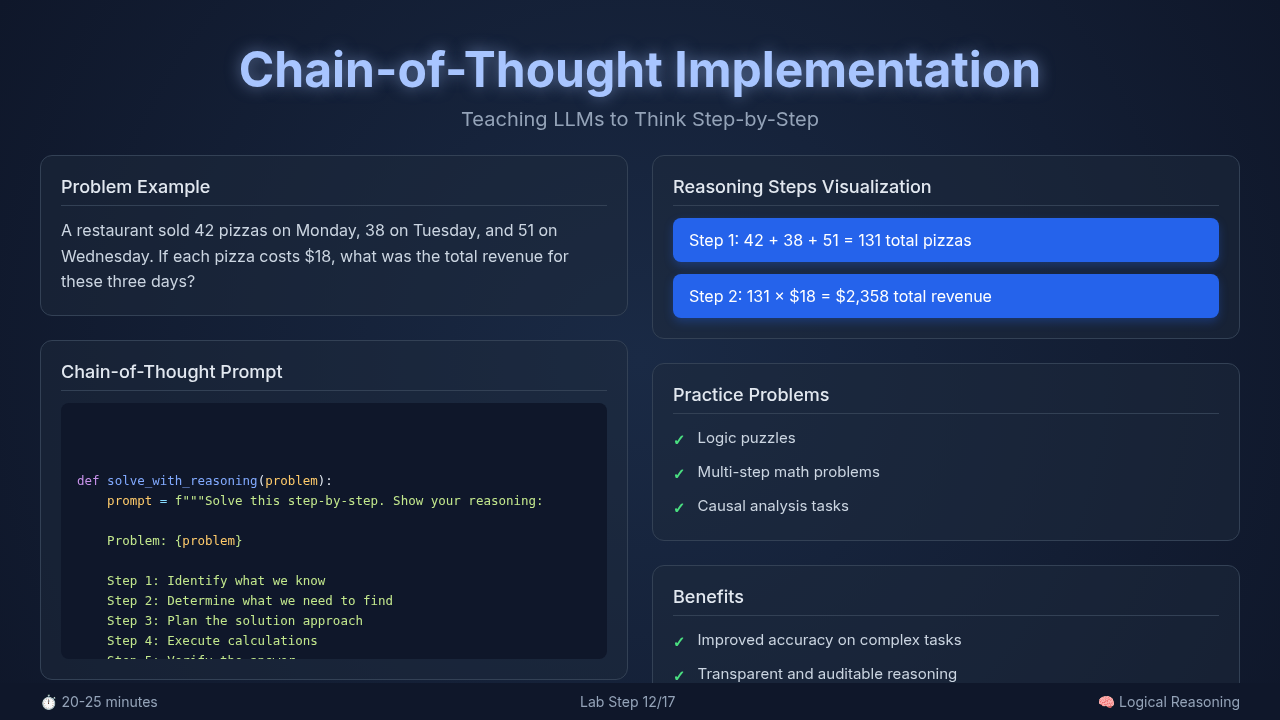 Chain-of-Thought Implementation
Teaching LLMs to Think Step-by-Step
Problem Example
A restaurant sold 42 pizzas on Monday, 38 on Tuesday, and 51 on
Wednesday. If each pizza costs $18, what was the total revenue for
these three days?
Chain-of-Thought Prompt
def solve_with_reasoning(problem):
    prompt = f"""Solve this step-by-step. Show your reasoning:
    Problem: {problem}
    Step 1: Identify what we know
    Step 2: Determine what we need to find
    Step 3: Plan the solution approach
    Step 4: Execute calculations
    Step 5: Verify the answer
Reasoning Steps Visualization
Step 1: 42 + 38 + 51 = 131 total pizzas
Step 2: 131 × $18 = $2,358 total revenue
Practice Problems
✓ Logic puzzles
✓ Multi-step math problems
✓ Causal analysis tasks
Benefits
✓ Improved accuracy on complex tasks
✓ Transparent and auditable reasoning
⏱️ 20-25 minutes
Lab Step 12/17
🧠 Logical Reasoning